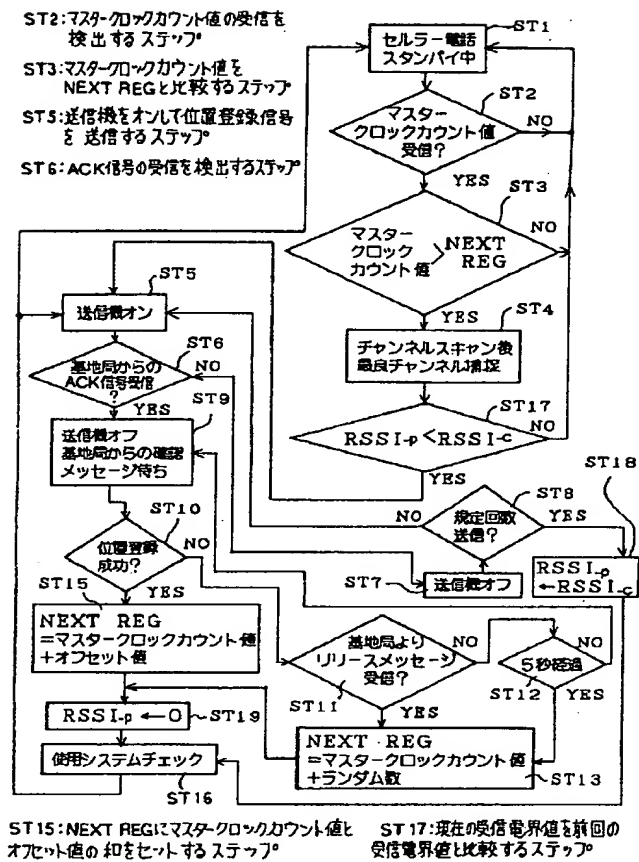 ST2:マスタークロックカウント値の受信を
検出するステップ
ST3:マスタークロックカウント値を
NEXT REGと比較するステップ
ST5:送信機をオンして位置登録信号
を送信するステップ
ST6:ACK信号の受信を検出するステップ
ST1
セルラー電話
スタンバイ中
ST2
マスター
クロックカウント値
受信?
NO
YES
ST3
マスター
クロック
カウント値
>
NEXT
REG
NO
YES
ST4
チャンネルスキャン後
最良チャンネル捕捉
ST17
RSSI-P<RSSI-C
NO
YES
ST5
送信機オン
ST6
基地局からの
ACK信号受信
?
NO
YES
ST9
送信機オフ
基地局からの確認
メッセージ待ち
ST8
規定回数
送信?
NO
YES
ST18
RSSI-P
←RSSI-C
ST7
送信機オフ
ST10
位置登録
成功?
NO
YES
ST15
NEXT REG
=マスタークロックカウント値
+オフセット値
基地局より
リリースメッセージ
受信?
NO
YES
ST11
5秒経過
NO
YES
ST12
RSSI-P←0
ST19
NEXT・REG
=マスタークロックカウント値
+ランダム数
ST13
使用システムチェック
ST16
ST15:NEXT REGにマスタークロックカウント値と
オフセット値の和をセットするステップ
ST17:現在の受信電界値を前回の
受信電界値と比較するステップ